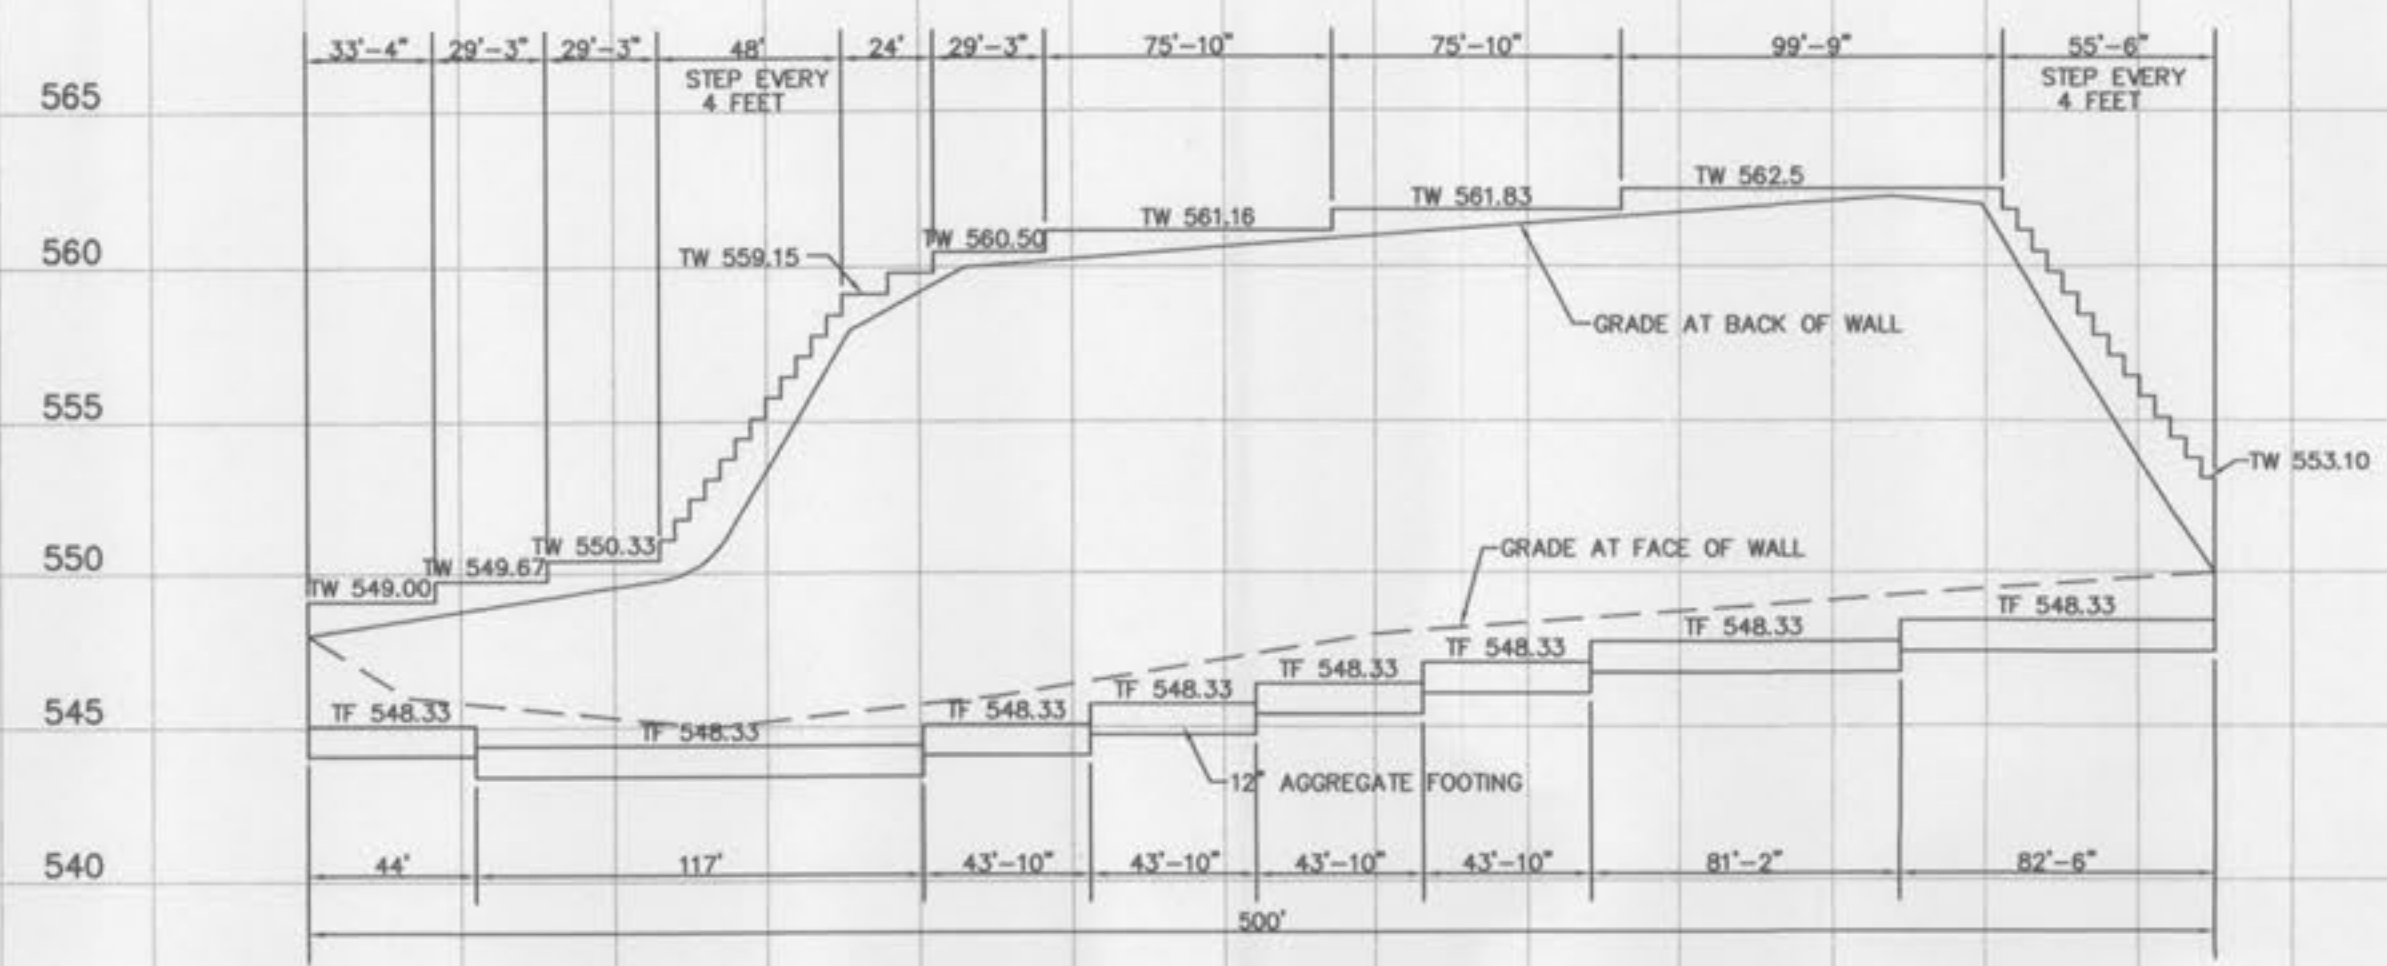 33'-4" 29'-3" 29'-3" 48' 24' 29'-3" 75'-10" 75'-10" 99'-9" 55'-6"
STEP EVERY
4 FEET
STEP EVERY
4 FEET
565
TW 562.5
TW 561.83
TW 561.16
TW 560.50
560
TW 559.15
GRADE AT BACK OF WALL
555
TW 553.10
550
TW 550.33
TW 549.67
TW 549.00
GRADE AT FACE OF WALL
TF 548.33
TF 548.33
TF 548.33
TF 548.33
TF 548.33
TF 548.33
545
TF 548.33
TF 548.33
12" AGGREGATE FOOTING
540
44' 117' 43'-10" 43'-10" 43'-10" 43'-10" 81'-2" 82'-6"
500'